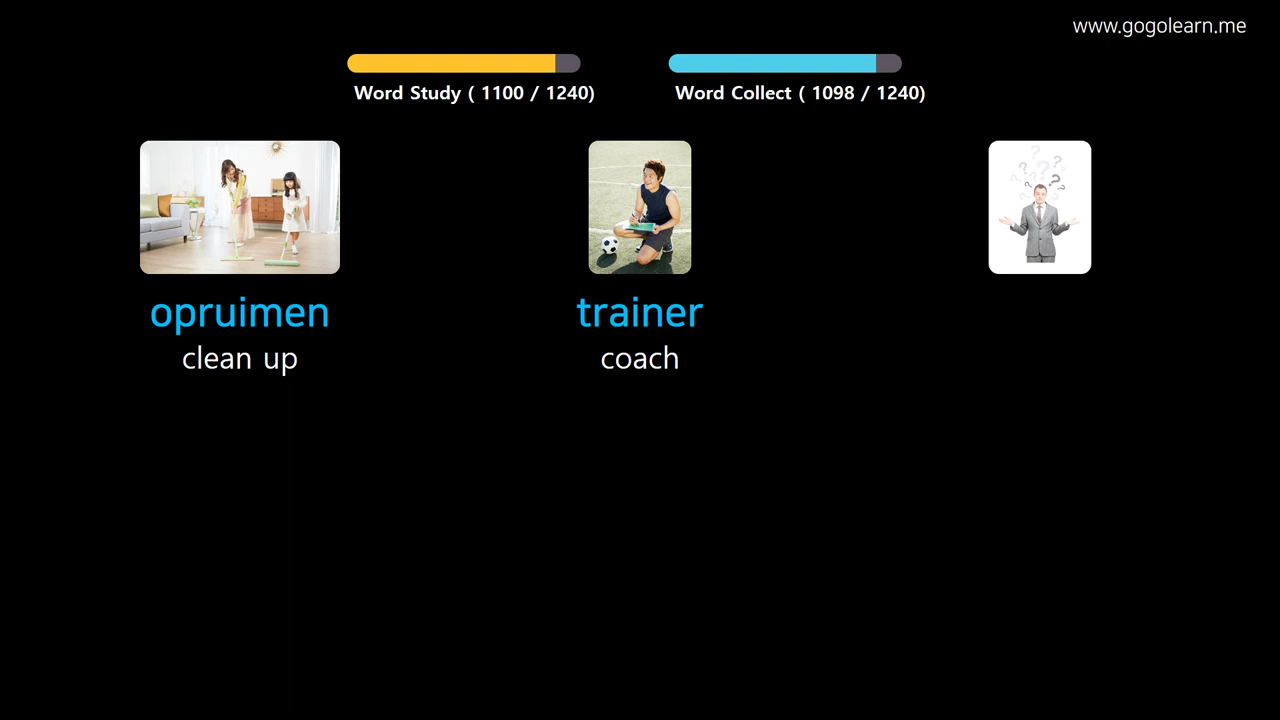 www.gogolearn.me
Word Study ( 1100 / 1240)
Word Collect ( 1098 / 1240)
opruimen
clean up
trainer
coach